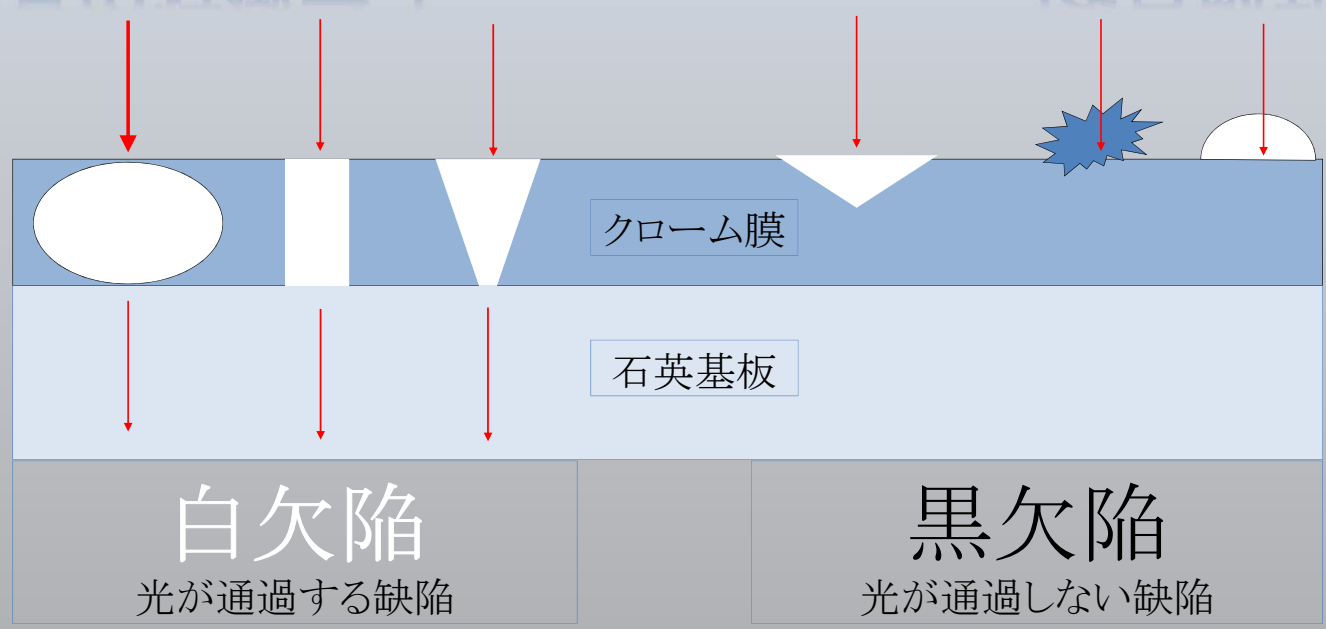 クローム膜
石英基板
白欠陥
光が通過する缺陥
黒欠陥
光が通過しない缺陥